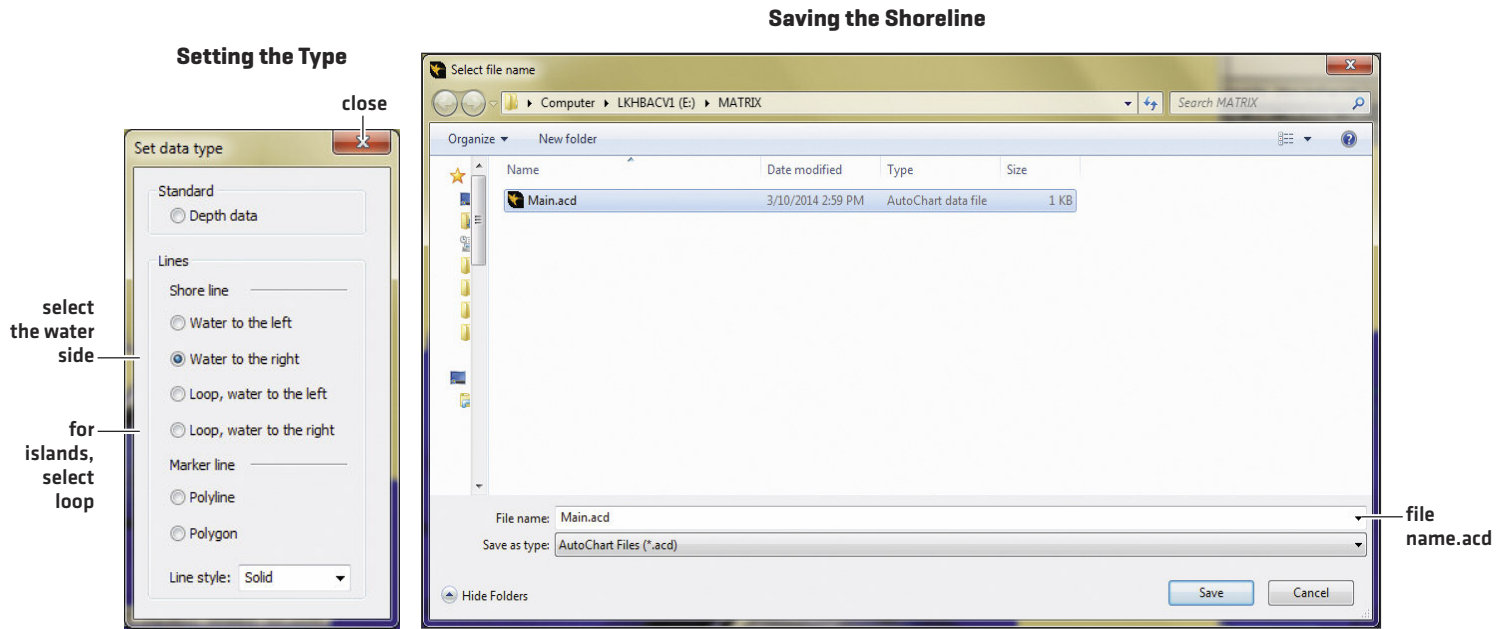 Saving the Shoreline
Setting the Type
close
Set data type
Standard
Depth data
Lines
Shore line
Water to the left
Water to the right
Loop, water to the left
Loop, water to the right
Marker line
Polyline
Polygon
Line style: Solid
select
the water
side
for
islands,
select
loop
Select file name
Computer LKHBACV1 (E:) MATRIX
Search MATRIX
Organize New folder
Name Date modified Type Size
Main.acd 3/10/2014 2:59 PM AutoChart data file 1 KB
File name: Main.acd
Save as type: AutoChart Files (*.acd)
Hide Folders Save Cancel
file
name.acd